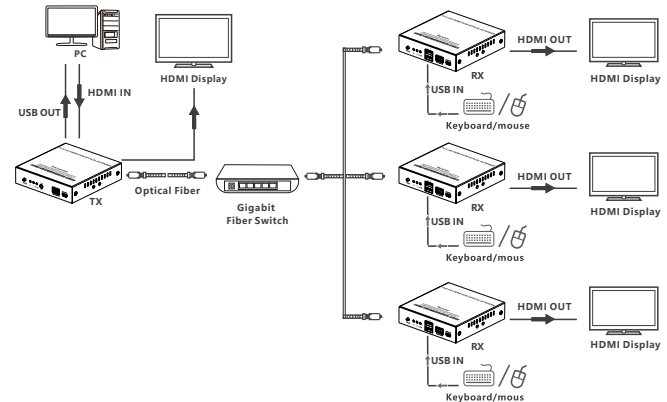 PC
HDMI IN
USB OUT
HDMI Display
TX
Optical Fiber
Gigabit
Fiber Switch
RX
HDMI OUT
HDMI Display
USB IN
Keyboard/mouse
RX
HDMI OUT
HDMI Display
USB IN
Keyboard/mous
RX
HDMI OUT
HDMI Display
USB IN
Keyboard/mous